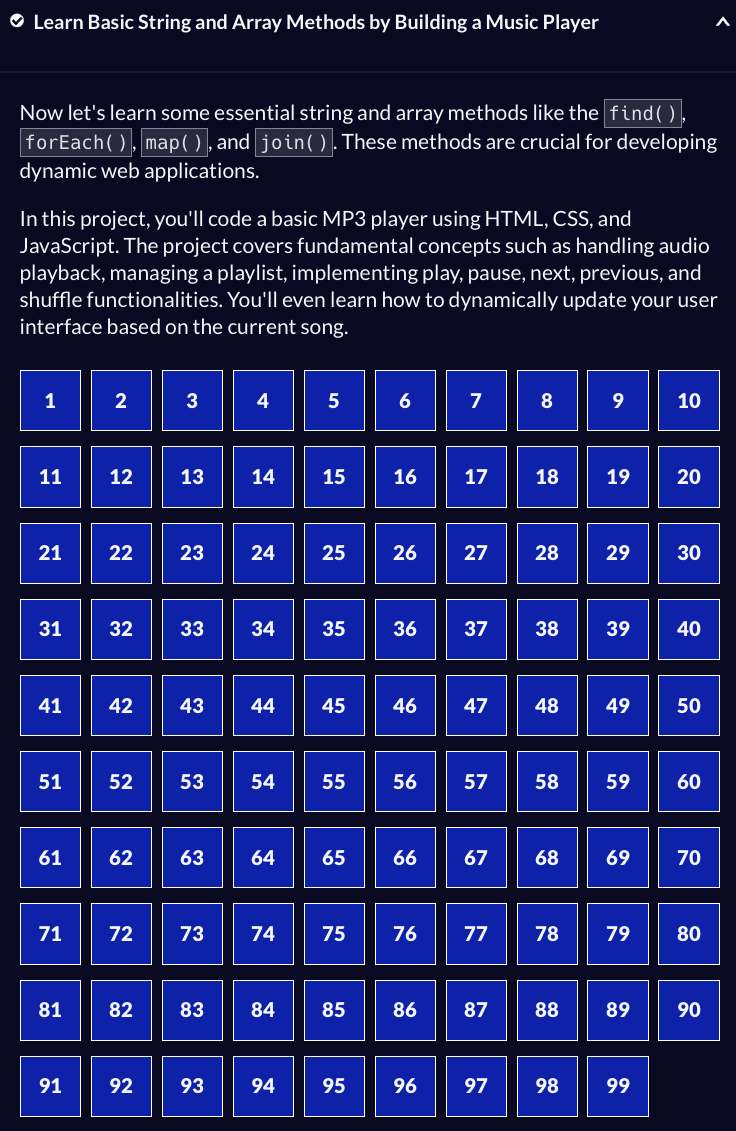 Learn Basic String and Array Methods by Building a Music Player
Now let's learn some essential string and array methods like the find(),
forEach(), map(), and join(). These methods are crucial for developing
dynamic web applications.
In this project, you'll code a basic MP3 player using HTML, CSS, and
JavaScript. The project covers fundamental concepts such as handling audio
playback, managing a playlist, implementing play, pause, next, previous, and
shuffle functionalities. You'll even learn how to dynamically update your user
interface based on the current song.
1 2 3 4 5 6 7 8 9 10
11 12 13 14 15 16 17 18 19 20
21 22 23 24 25 26 27 28 29 30
31 32 33 34 35 36 37 38 39 40
41 42 43 44 45 46 47 48 49 50
51 52 53 54 55 56 57 58 59 60
61 62 63 64 65 66 67 68 69 70
71 72 73 74 75 76 77 78 79 80
81 82 83 84 85 86 87 88 89 90
91 92 93 94 95 96 97 98 99